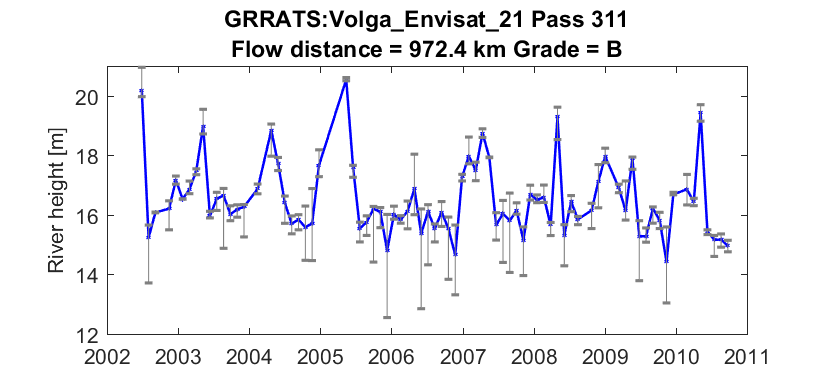 GRRATS:Volga_Envisat_21 Pass 311
Flow distance = 972.4 km Grade = B
River height [m]
20
18
16
14
12
2002 2003 2004 2005 2006 2007 2008 2009 2010 2011